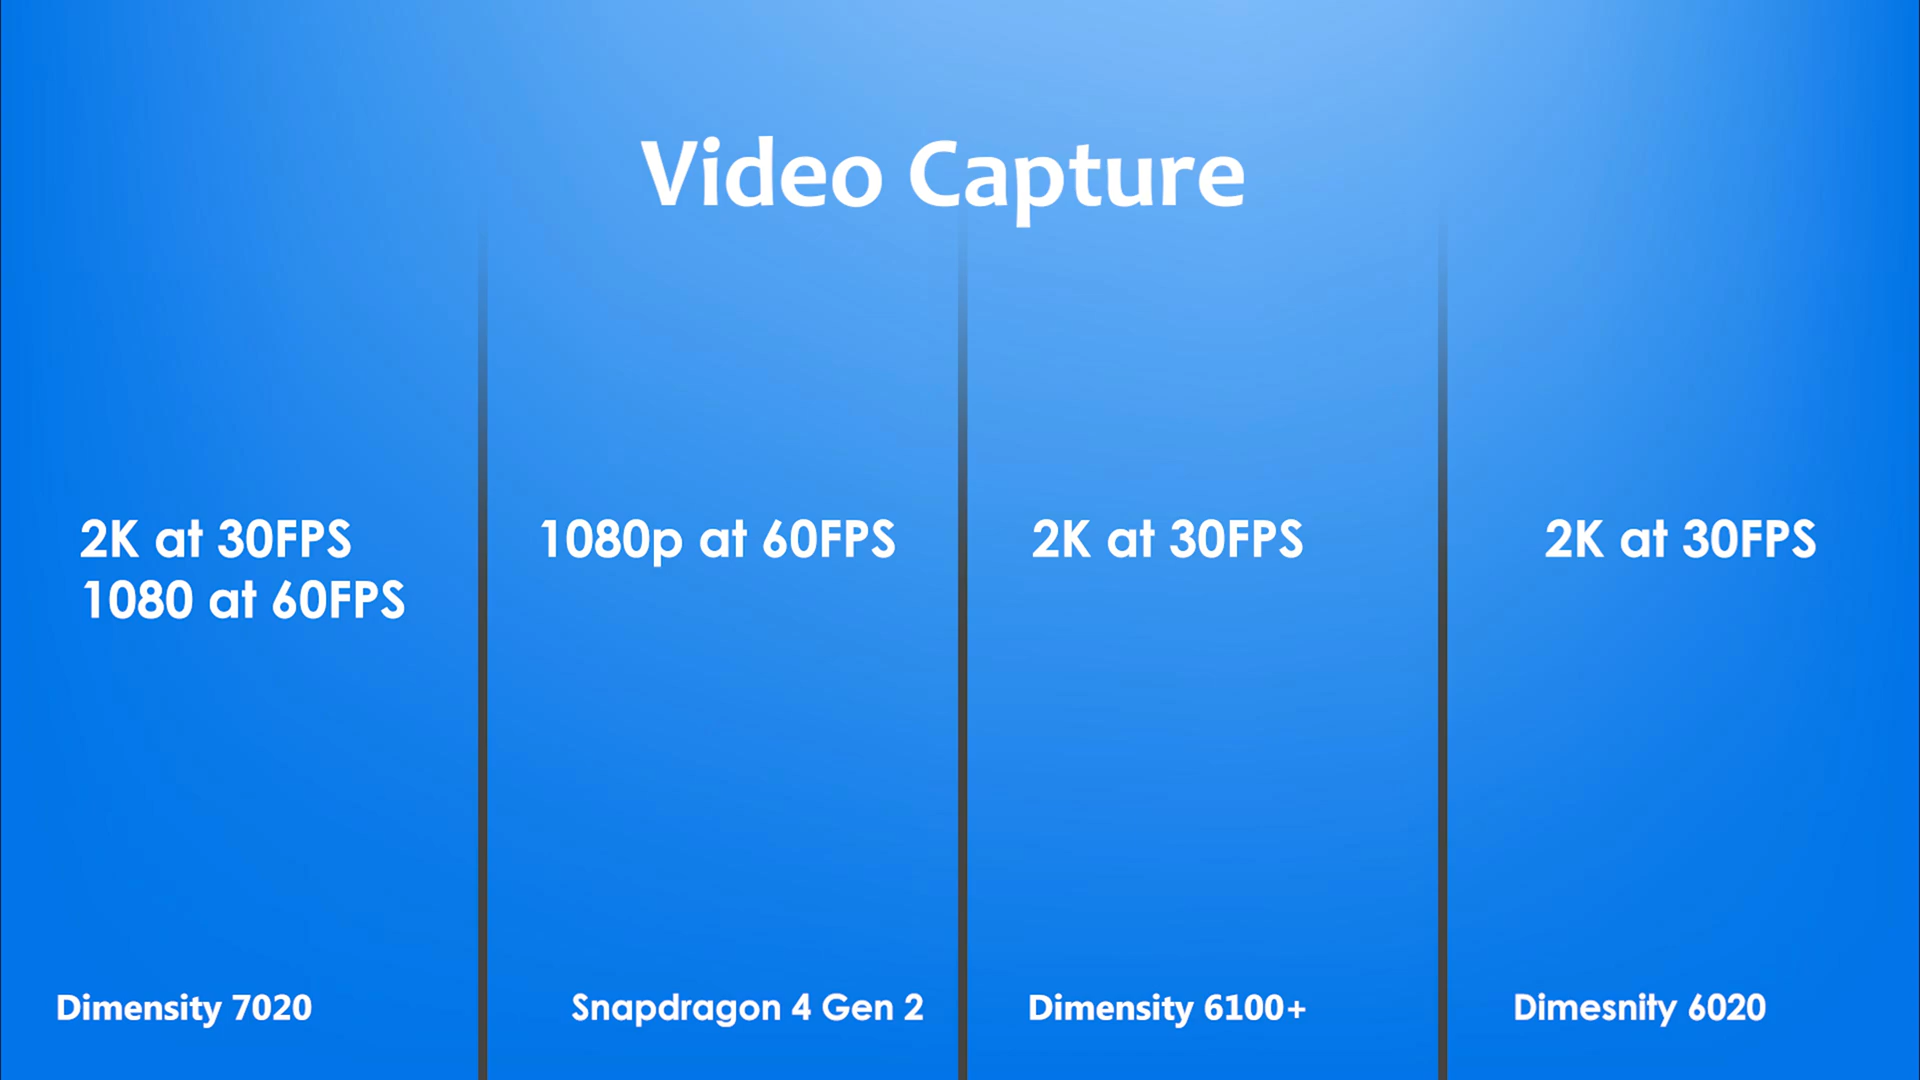 Video Capture
2K at 30FPS
1080 at 60FPS
1080p at 60FPS
2K at 30FPS
2K at 30FPS
Dimensity 7020
Snapdragon 4 Gen 2
Dimensity 6100+
Dimesnity 6020